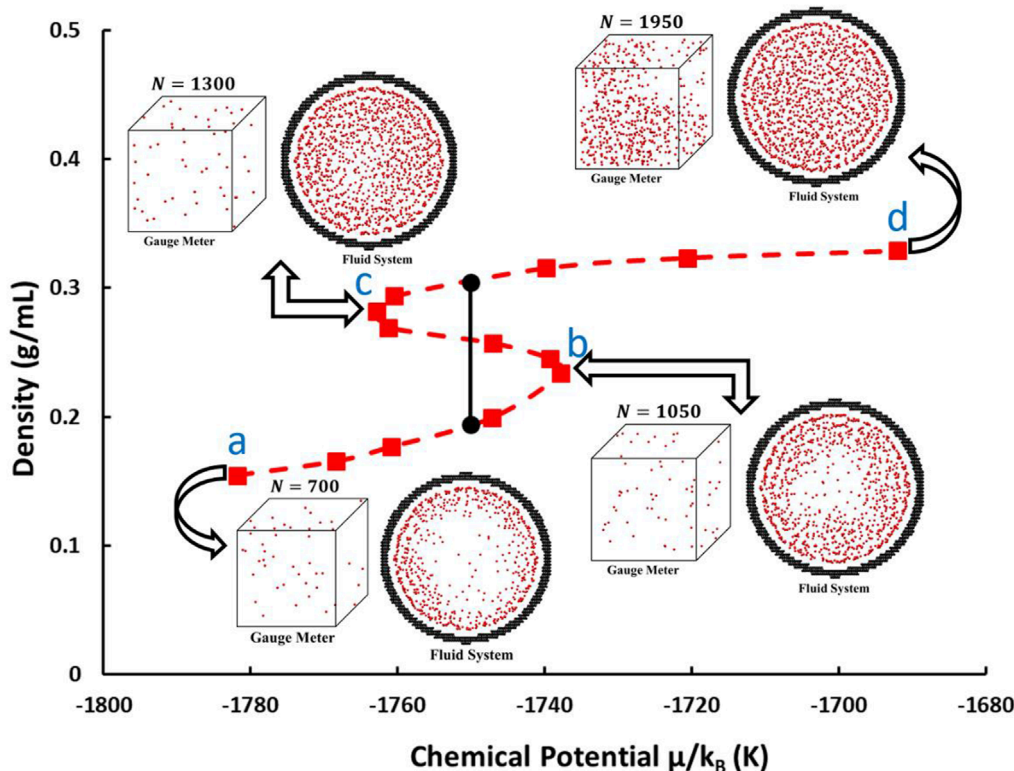 0.5
0.4
0.3
0.2
0.1
0
Density (g/mL)
N = 1300
Gauge Meter
Fluid System
N = 1950
Gauge Meter
Fluid System
d
c
b
a
N = 1050
Gauge Meter
Fluid System
N = 700
Gauge Meter
Fluid System
-1800
-1780
-1760
-1740
-1720
-1700
-1680
Chemical Potential μ/k_B (K)